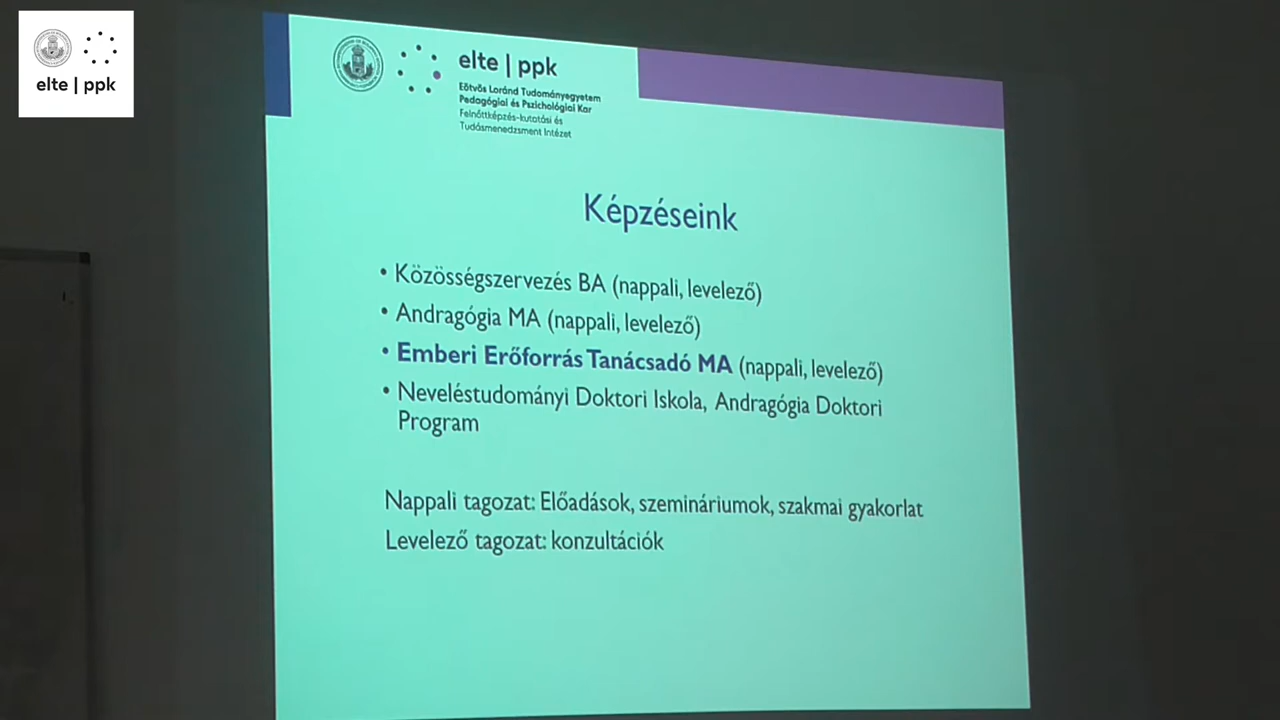 elte | ppk
elte | ppk
Eötvös Loránd Tudományegyetem
Pedagógiai és Pszichológiai Kar
Felnőttképzés-kutatási és
Tudásmenedzsment Intézet
Képzéseink
• Közösségszervezés BA (nappali, levelező)
• Andragógia MA (nappali, levelező)
• Emberi Erőforrás Tanácsadó MA (nappali, levelező)
• Neveléstudományi Doktori Iskola, Andragógia Doktori
Program
Nappali tagozat: Előadások, szemináriumok, szakmai gyakorlat
Levelező tagozat: konzultációk